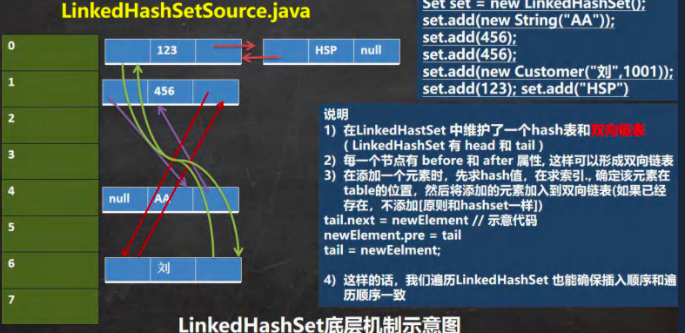 LinkedHashSetSource.java
Set set = new LinkedHashSet();
set.add(new String("AA"));
set.add(456);
set.add(456);
set.add(new Customer("刘",1001));
set.add(123); set.add("HSP")
0
123
HSP
null
1
456
2
3
4
null
AA
5
6
刘
7
说明
1) 在LinkedHastSet 中维护了一个hash表和双向链表
( LinkedHashSet 有 head 和 tail )
2) 每一个节点有 before 和 after 属性, 这样可以形成双向链表
3) 在添加一个元素时，先求hash值，在求索引., 确定该元素在
table的位置，然后将添加的元素加入到双向链表(如果已经
存在，不添加[原则和hashset一样])
tail.next = newElement // 示意代码
newElement.pre = tail
tail = newEelment;
4) 这样的话，我们遍历LinkedHashSet 也能确保插入顺序和遍
历顺序一致
LinkedHashSet底层机制示意图